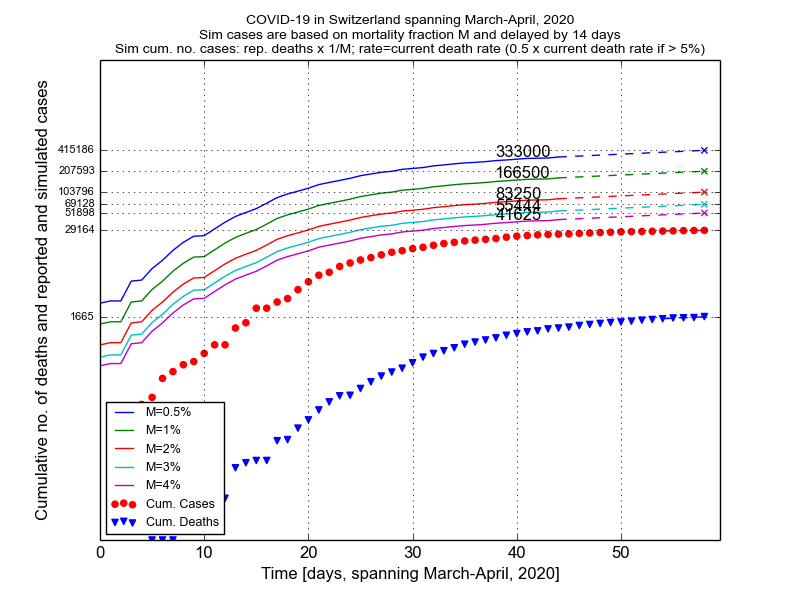 COVID-19 in Switzerland spanning March-April, 2020
Sim cases are based on mortality fraction M and delayed by 14 days
Sim cum. no. cases: rep. deaths x 1/M; rate=current death rate (0.5 x current death rate if > 5%)
Cumulative no. of deaths and reported and simulated cases
415186
207593
103796
69128
51898
29164
1665
333000
166500
83250
55444
41625
M=0.5%
M=1%
M=2%
M=3%
M=4%
Cum. Cases
Cum. Deaths
0 10 20 30 40 50
Time [days, spanning March-April, 2020]